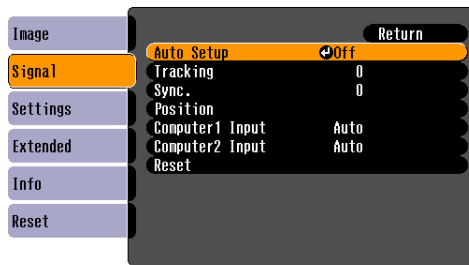 Image
Signal
Settings
Extended
Info
Reset
Return
Auto Setup Off
Tracking 0
Sync. 0
Position
Computer1 Input Auto
Computer2 Input Auto
Reset